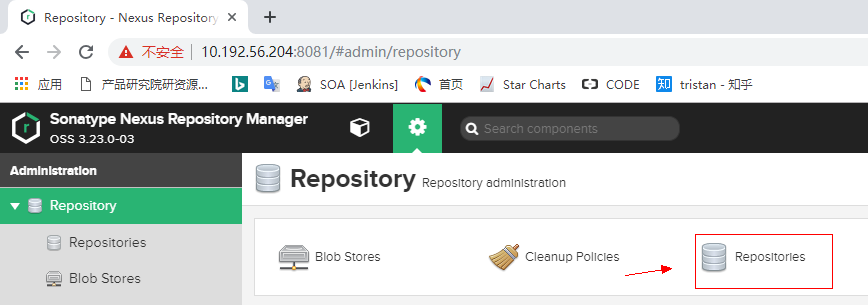 Repository - Nexus Repository
不安全 | 10.192.56.204:8081/#admin/repository
应用 产品研究院研资源... SOA [Jenkins] 首页 Star Charts CODE 知 tristan - 知乎
Sonatype Nexus Repository Manager
OSS 3.23.0-03
Search components
Administration
Repository
Repositories
Blob Stores
Repository Repository administration
Blob Stores Cleanup Policies Repositories